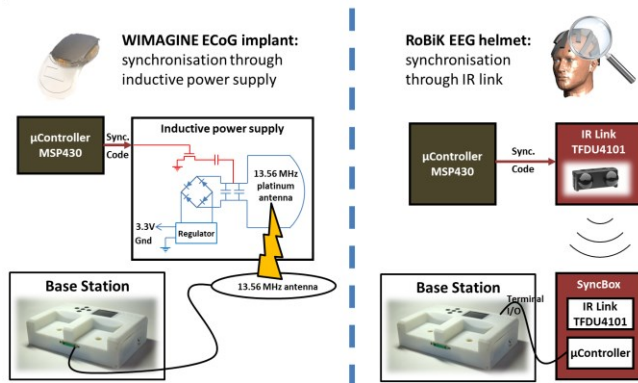 WIMAGINE ECoG implant:
synchronisation through
inductive power supply
µController
MSP430
Sync.
Code
Inductive power supply
13.56 MHz
platinum
antenna
3.3V
Gnd
Regulator
Base Station
13.56 MHz antenna
RoBiK EEG helmet:
synchronisation
through IR link
µController
MSP430
Sync.
Code
IR Link
TFDU4101
Base Station
Terminal
I/O
SyncBox
IR Link
TFDU4101
µController